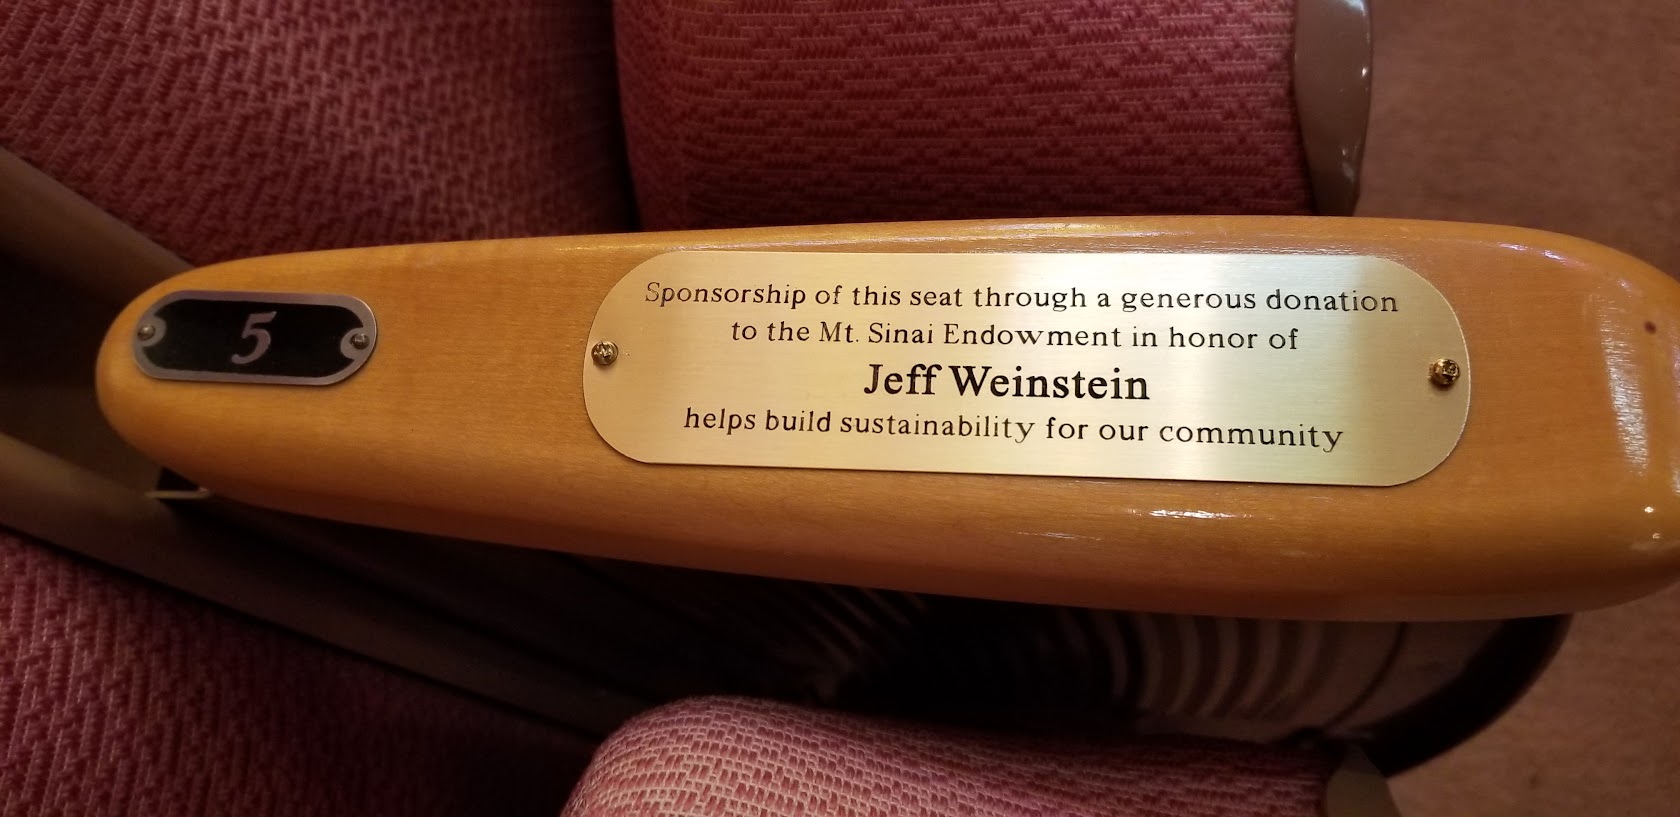 5
Sponsorship of this seat through a generous donation
to the Mt. Sinai Endowment in honor of
Jeff Weinstein
helps build sustainability for our community